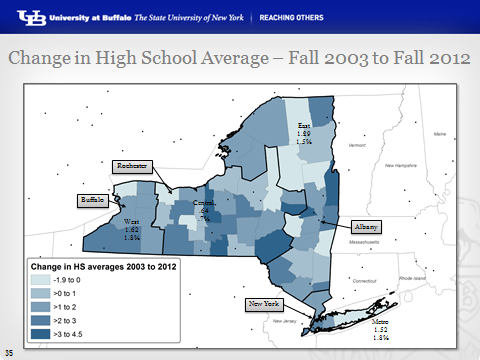 University at Buffalo The State University of New York | REACHING OTHERS
Change in High School Average – Fall 2003 to Fall 2012
East
1.29
1.5%
Maine
Vermont
New Hampshire
Rochester
Buffalo
Central
.64
.7%
West
1.62
1.8%
Albany
Massachusetts
Connecticut
Rhode Island
New York
New Jersey
Metro
1.52
1.8%
Change in HS averages 2003 to 2012
-1.9 to 0
>0 to 1
>1 to 2
>2 to 3
>3 to 4.5
35